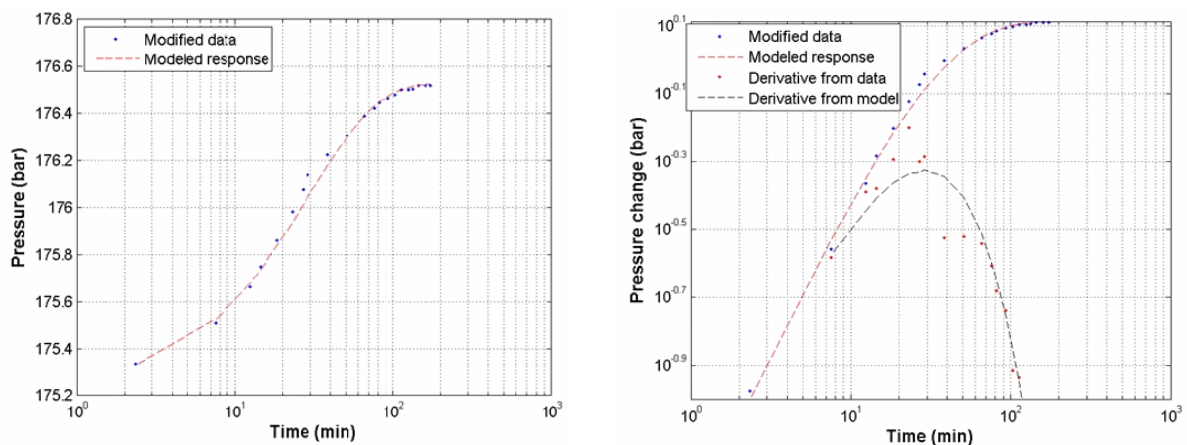 176.8
176.6
176.4
176.2
176
175.8
175.6
175.4
175.2
Pressure (bar)
Modified data
Modeled response
10^0
10^1
10^2
10^3
Time (min)
10^0.1
10^-0.1
10^-0.3
10^-0.5
10^-0.7
10^-0.9
Pressure change (bar)
Modified data
Modeled response
Derivative from data
Derivative from model
10^0
10^1
10^2
10^3
Time (min)